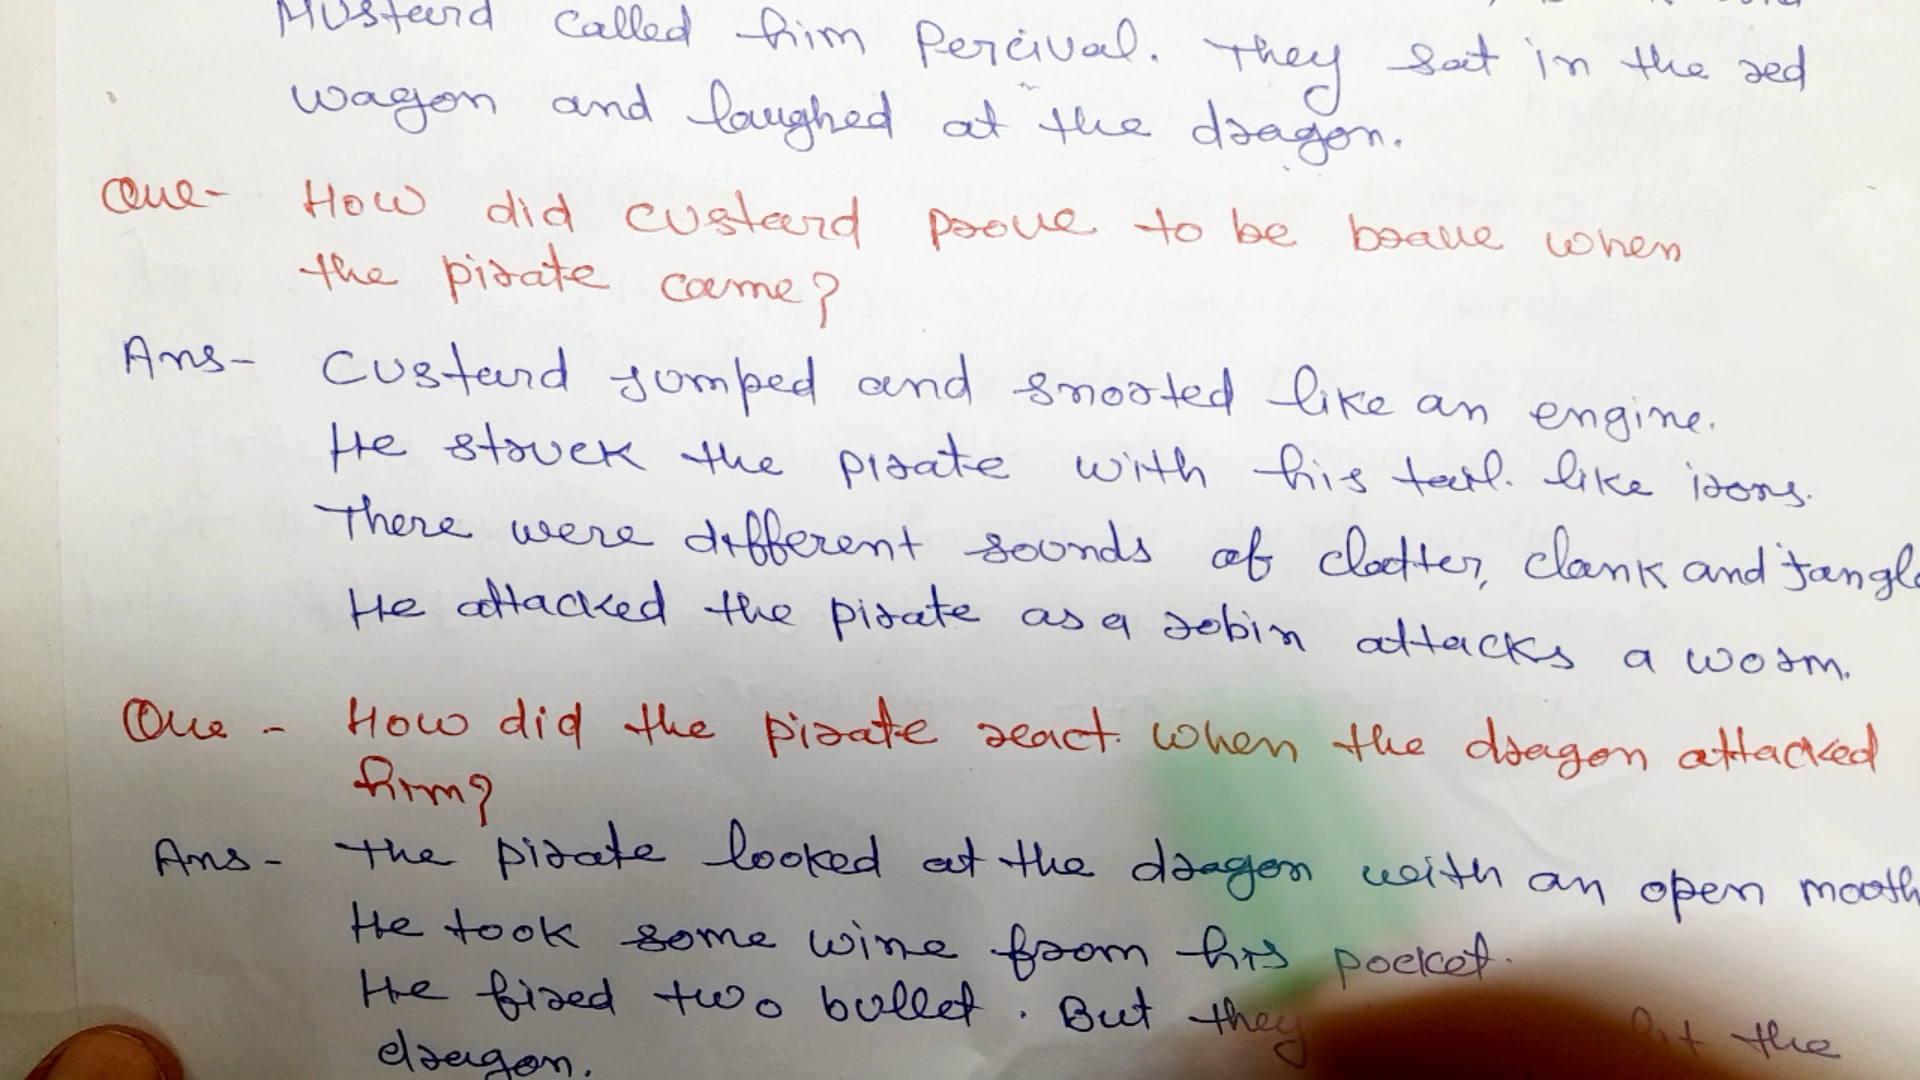 Mustard called him Percival. They sat in the red
wagon and laughed at the dragon.
Que- How did custard prove to be brave when
the pirate came?
Ans- Custard jumped and snorted like an engine.
He struck the pirate with his tail. like irons.
There were different sounds of clatter, clank and jangle
He attacked the pirate as a robin attacks a worm.
Que - How did the pirate react. when the dragon attacked
him?
Ans - The pirate looked at the dragon with an open mouth
He took some wine from his pocket.
He fired two bullet. But they the
dragon.